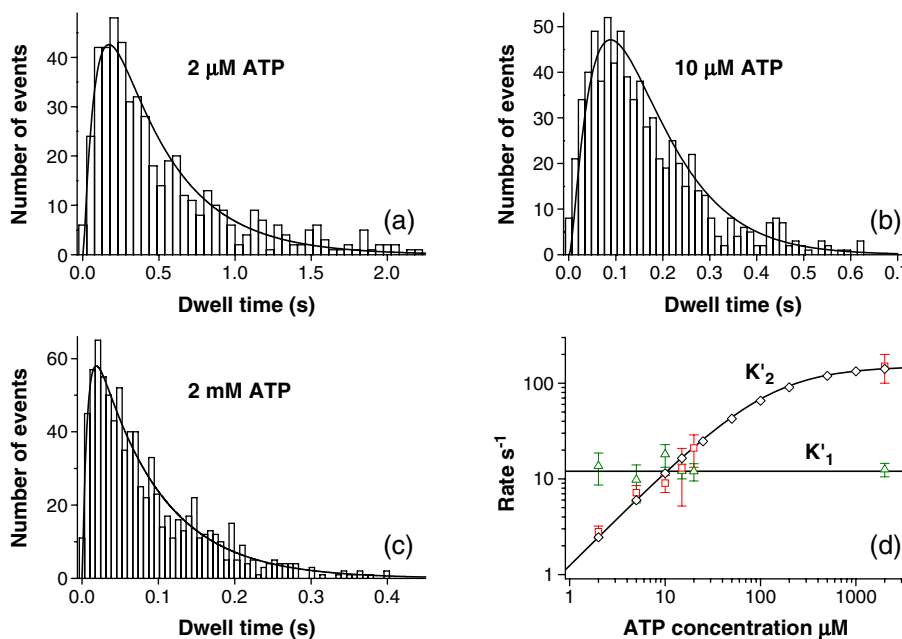 2 μM ATP
(a)
Number of events
40
20
0
0.0 0.5 1.0 1.5 2.0
Dwell time (s)
10 μM ATP
(b)
Number of events
50
40
30
20
10
0
0.0 0.1 0.2 0.3 0.4 0.5 0.6 0.7
Dwell time (s)
2 mM ATP
(c)
Number of events
60
40
20
0
0.0 0.1 0.2 0.3 0.4
Dwell time (s)
K'2
K'1
(d)
Rate s-1
100
10
1
1 10 100 1000
ATP concentration μM